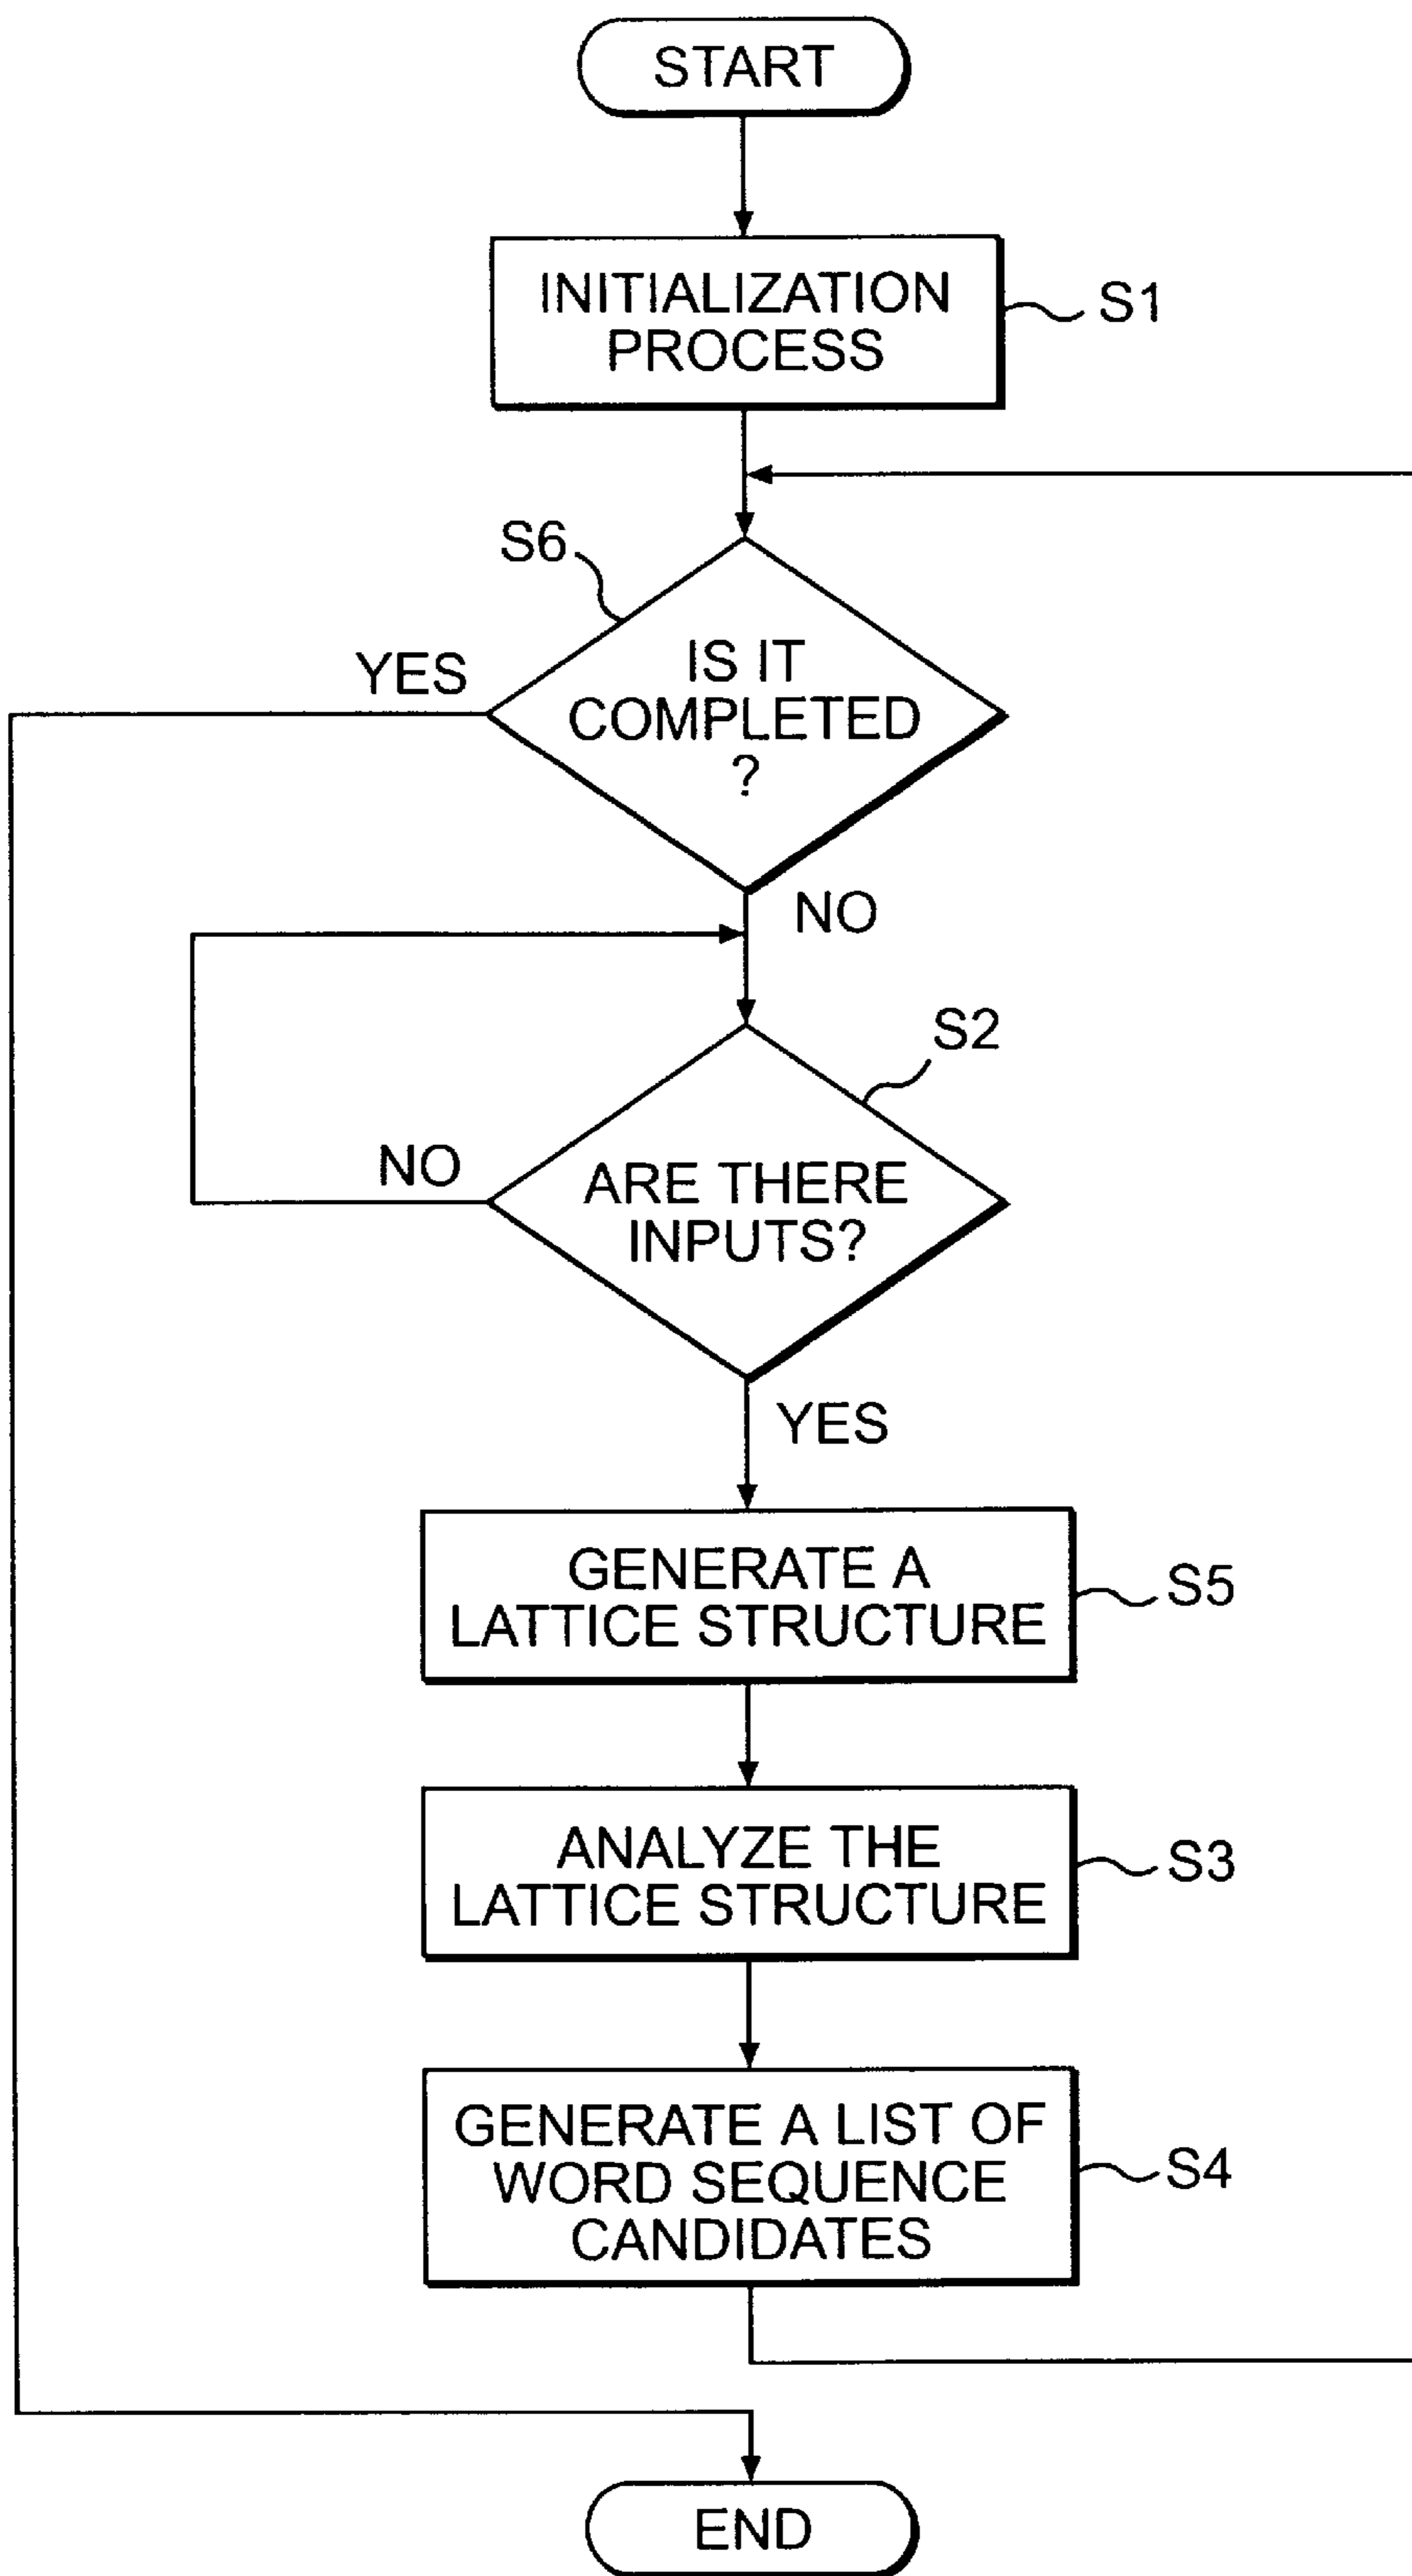 START
INITIALIZATION
PROCESS
S1
S6
IS IT
COMPLETED
?
YES
NO
S2
ARE THERE
INPUTS?
NO
YES
GENERATE A
LATTICE STRUCTURE
S5
ANALYZE THE
LATTICE STRUCTURE
S3
GENERATE A LIST OF
WORD SEQUENCE
CANDIDATES
S4
END